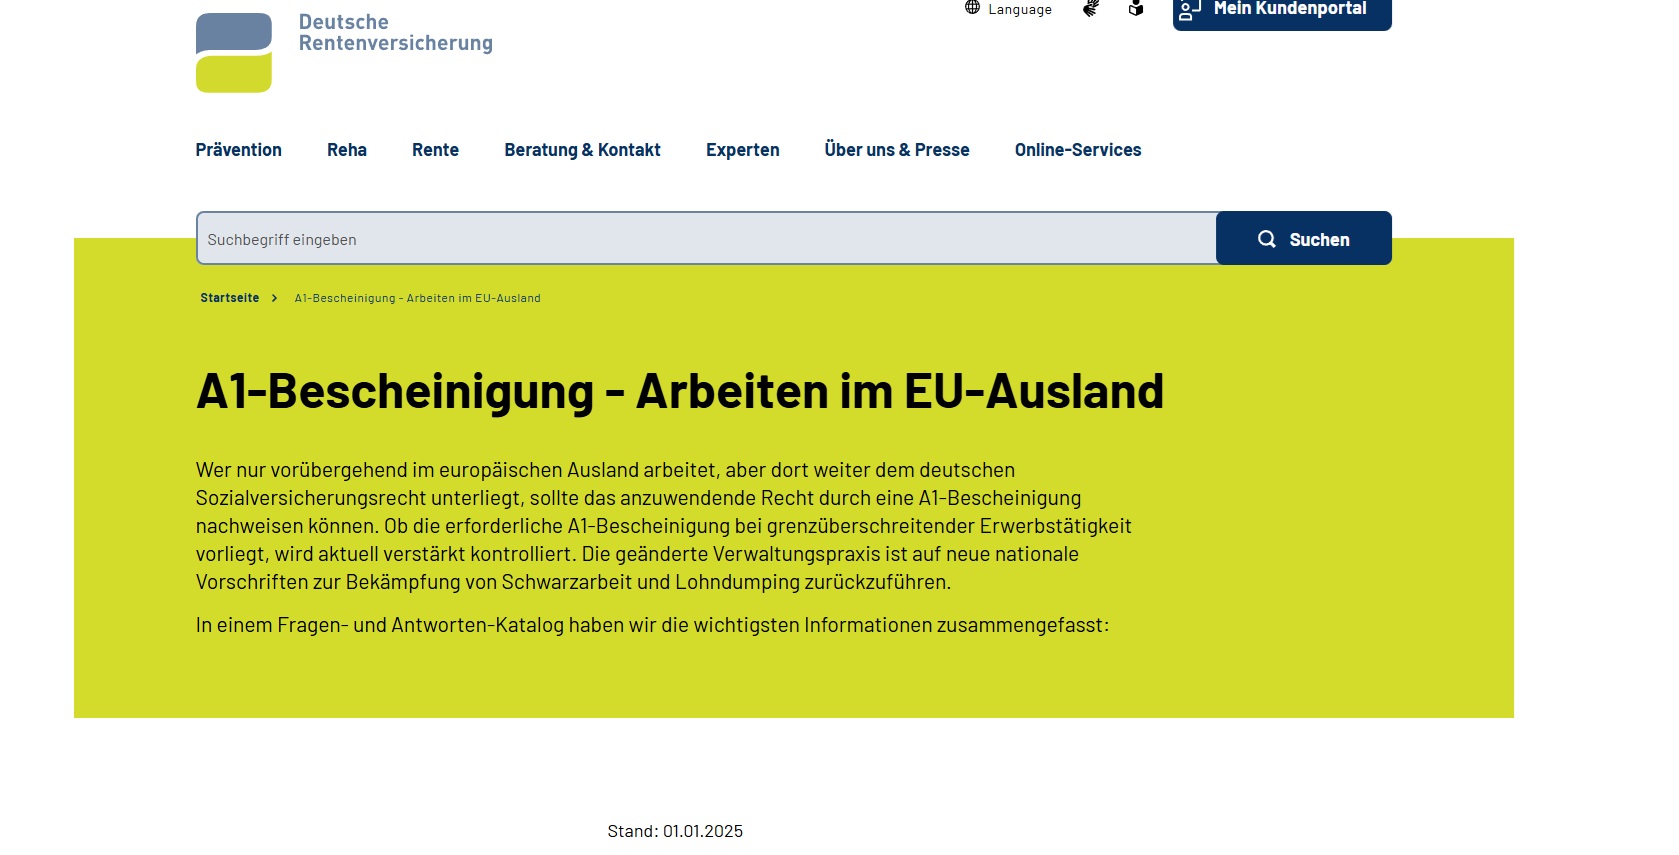 Deutsche
Rentenversicherung
Language
Mein Kundenportal
Prävention Reha Rente Beratung & Kontakt Experten Über uns & Presse Online-Services
Suchbegriff eingeben
Suchen
Startseite > A1-Bescheinigung - Arbeiten im EU-Ausland
A1-Bescheinigung - Arbeiten im EU-Ausland
Wer nur vorübergehend im europäischen Ausland arbeitet, aber dort weiter dem deutschen
Sozialversicherungsrecht unterliegt, sollte das anzuwendende Recht durch eine A1-Bescheinigung
nachweisen können. Ob die erforderliche A1-Bescheinigung bei grenzüberschreitender Erwerbstätigkeit
vorliegt, wird aktuell verstärkt kontrolliert. Die geänderte Verwaltungspraxis ist auf neue nationale
Vorschriften zur Bekämpfung von Schwarzarbeit und Lohndumping zurückzuführen.
In einem Fragen- und Antworten-Katalog haben wir die wichtigsten Informationen zusammengefasst:
Stand: 01.01.2025